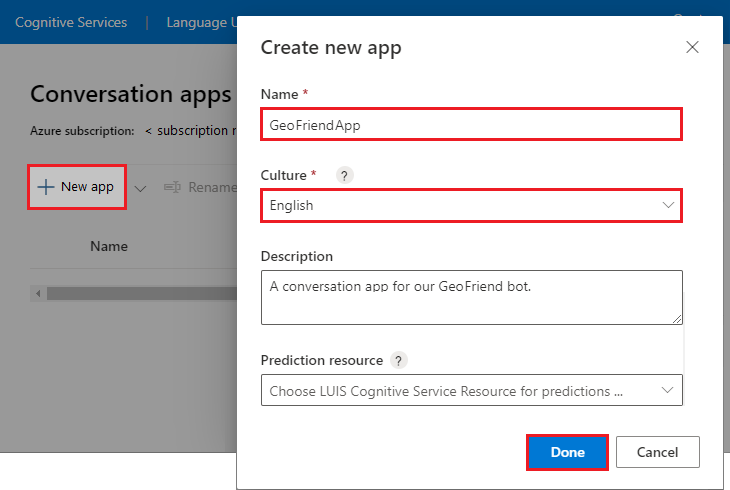 Cognitive Services | Language U
Create new app
Conversation apps
Name *
GeoFriendApp
Azure subscription: < subscription
Culture * ?
New app
Rename
English
Name
Description
A conversation app for our GeoFriend bot.
Prediction resource ?
Choose LUIS Cognitive Service Resource for predictions ...
Done
Cancel